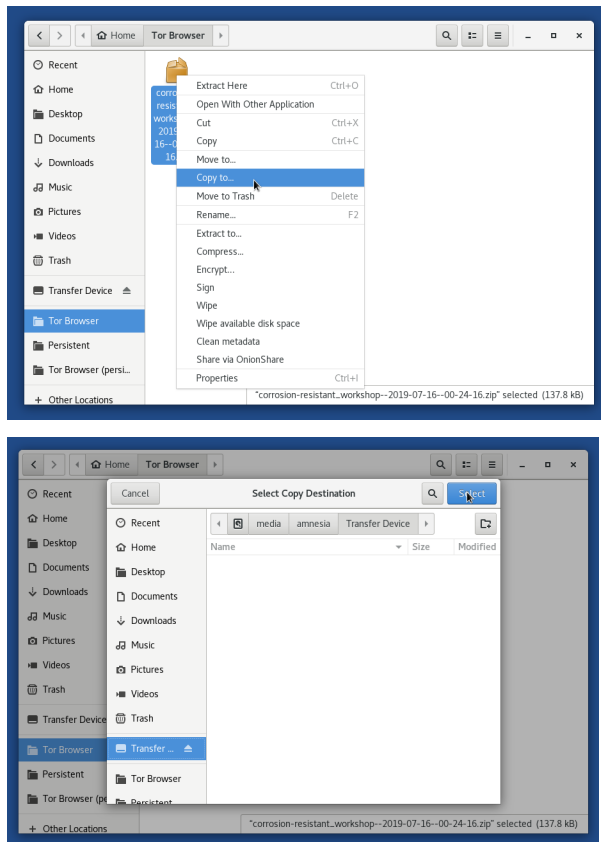 Home
Tor Browser
Recent
Home
Desktop
Documents
Downloads
Music
Pictures
Videos
Trash
Transfer Device
Tor Browser
Persistent
Tor Browser (persi...
Other Locations
corro
resis
works
2019
16--0
16.
Extract Here Ctrl+O
Open With Other Application
Cut Ctrl+X
Copy Ctrl+C
Move to...
Copy to...
Move to Trash Delete
Rename... F2
Extract to...
Compress...
Encrypt...
Sign
Wipe
Wipe available disk space
Clean metadata
Share via OnionShare
Properties Ctrl+I
"corrosion-resistant_workshop--2019-07-16--00-24-16.zip" selected (137.8 kB)
Home
Tor Browser
Recent
Home
Desktop
Documents
Downloads
Music
Pictures
Videos
Trash
Transfer Device
Tor Browser
Persistent
Tor Browser (pe
Other Locations
Cancel
Select Copy Destination
Select
Recent
Home
Desktop
Documents
Downloads
Music
Pictures
Videos
Trash
Transfer ...
Tor Browser
Persistent
media
amnesia
Transfer Device
Name Size Modified
"corrosion-resistant_workshop--2019-07-16--00-24-16.zip" selected (137.8 kB)